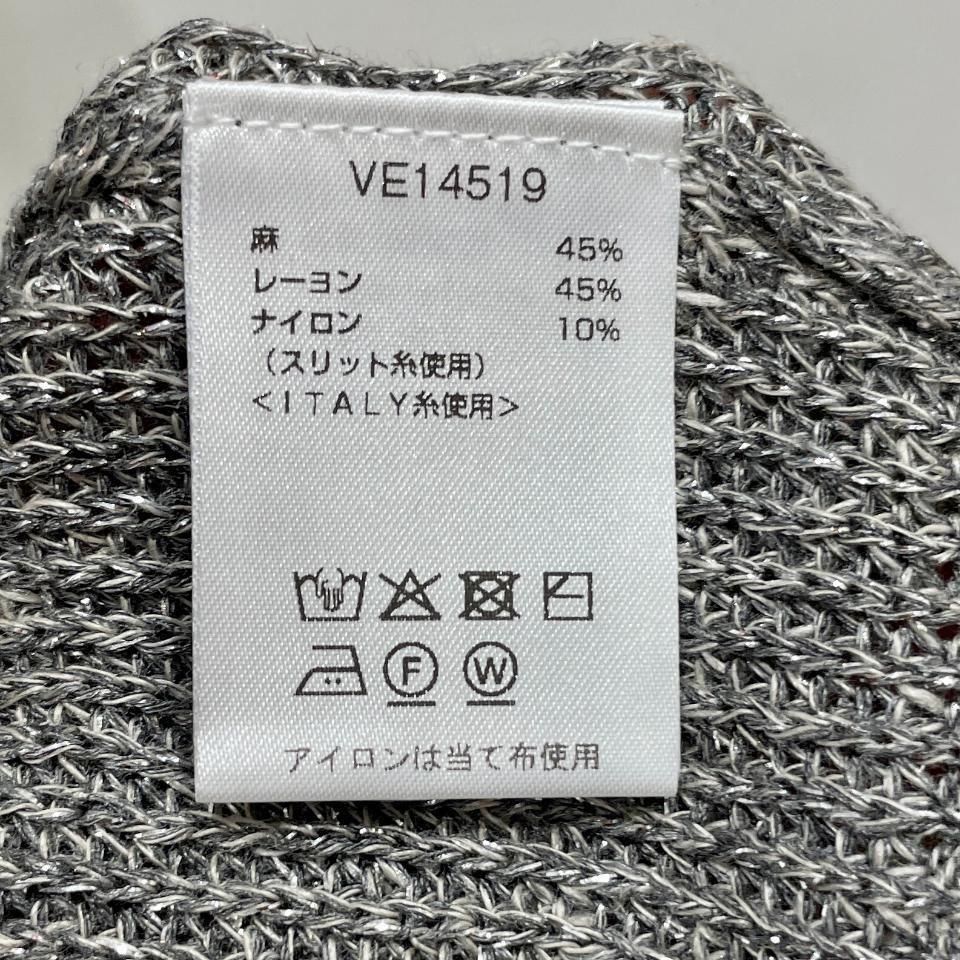 VE14519
麻 45%
レーヨン 45%
ナイロン 10%
(スリット糸使用)
<ITALY糸使用>
F W
アイロンは当て布使用